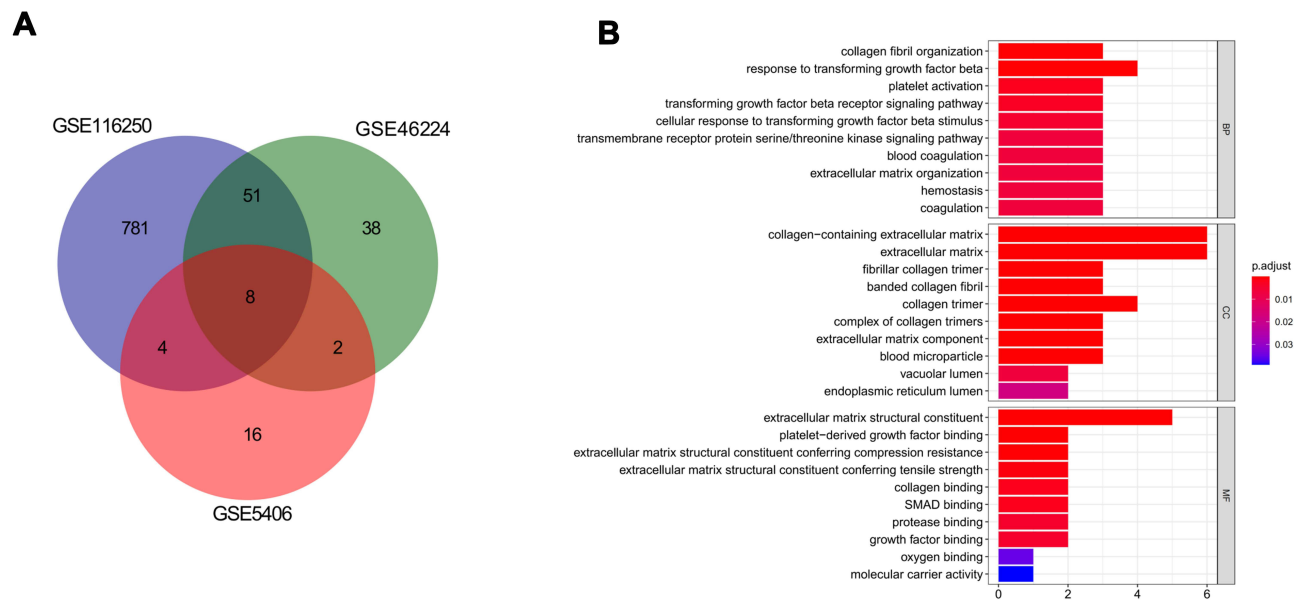 A
GSE116250
GSE46224
51
781
38
8
4
2
16
GSE5406
B
collagen fibril organization
response to transforming growth factor beta
platelet activation
transforming growth factor beta receptor signaling pathway
cellular response to transforming growth factor beta stimulus
transmembrane receptor protein serine/threonine kinase signaling pathway
blood coagulation
extracellular matrix organization
hemostasis
coagulation
BP
collagen−containing extracellular matrix
extracellular matrix
fibrillar collagen trimer
banded collagen fibril
collagen trimer
complex of collagen trimers
extracellular matrix component
blood microparticle
vacuolar lumen
endoplasmic reticulum lumen
CC
extracellular matrix structural constituent
platelet−derived growth factor binding
extracellular matrix structural constituent conferring compression resistance
extracellular matrix structural constituent conferring tensile strength
collagen binding
SMAD binding
protease binding
growth factor binding
oxygen binding
molecular carrier activity
MF
0 2 4 6
p.adjust
0.01
0.02
0.03